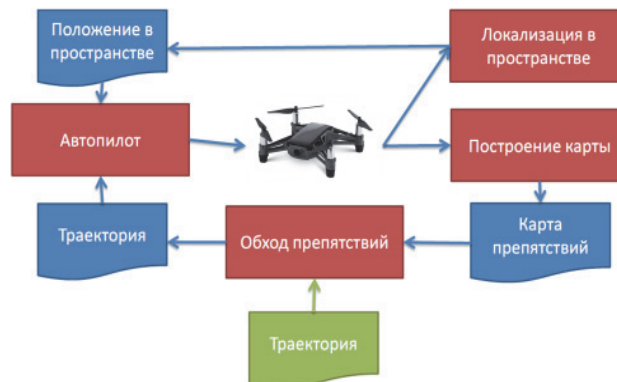 Положение в
пространстве
Локализация в
пространстве
Автопилот
Построение карты
Траектория
Обход препятствий
Карта
препятствий
Траектория